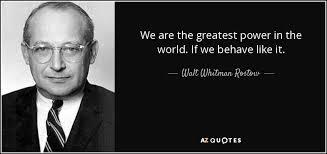 We are the greatest power in the
world. If we behave like it.
Walt Whitman Rostow
AZ QUOTES